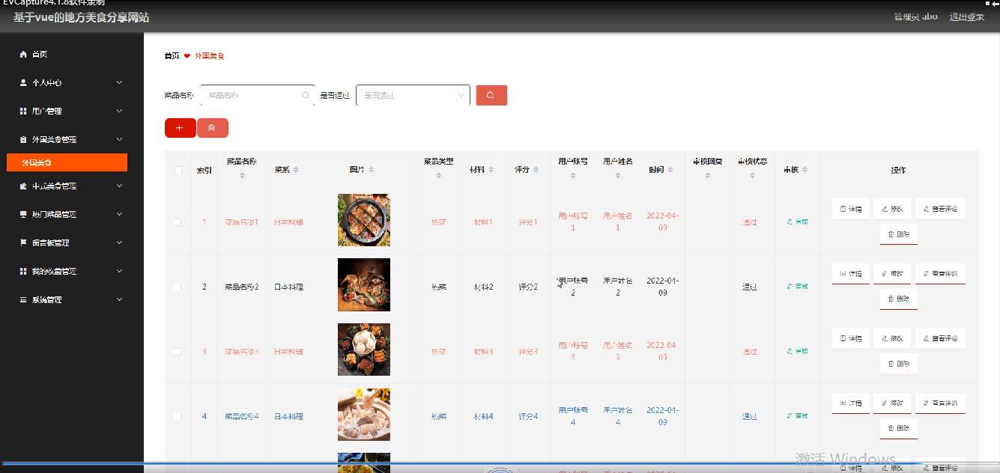 EVCapture4.1.8软件录制
基于vue的地方美食分享网站
管理员 abo 退出登录
首页
个人中心
用户管理
外国美食管理
外国美食
中式美食管理
热门菜品管理
留言板管理
我的收藏管理
系统管理
首页 外国美食
菜品名称 菜品名称 是否通过 是否通过
索引 菜品名称 菜系 图片 菜品类型 材料 评分 用户账号 用户姓名 时间 审核回复 审核状态 审核 操作
1 菜品名称1 日本料理 热菜 材料1 评分1 用户账号1 用户姓名1 2022-04-09 通过 审核 详情 修改 查看评论
删除
2 菜品名称2 日本料理 热菜 材料2 评分2 用户账号2 用户姓名2 2022-04-09 通过 审核 详情 修改 查看评论
删除
3 菜品名称3 日本料理 热菜 材料3 评分3 用户账号3 用户姓名3 2022-04-09 通过 审核 详情 修改 查看评论
删除
4 菜品名称4 日本料理 热菜 材料4 评分4 用户账号4 用户姓名4 2022-04-09 通过 审核 详情 修改 查看评论
删除
激活 Windows
详情 修改 查看评论